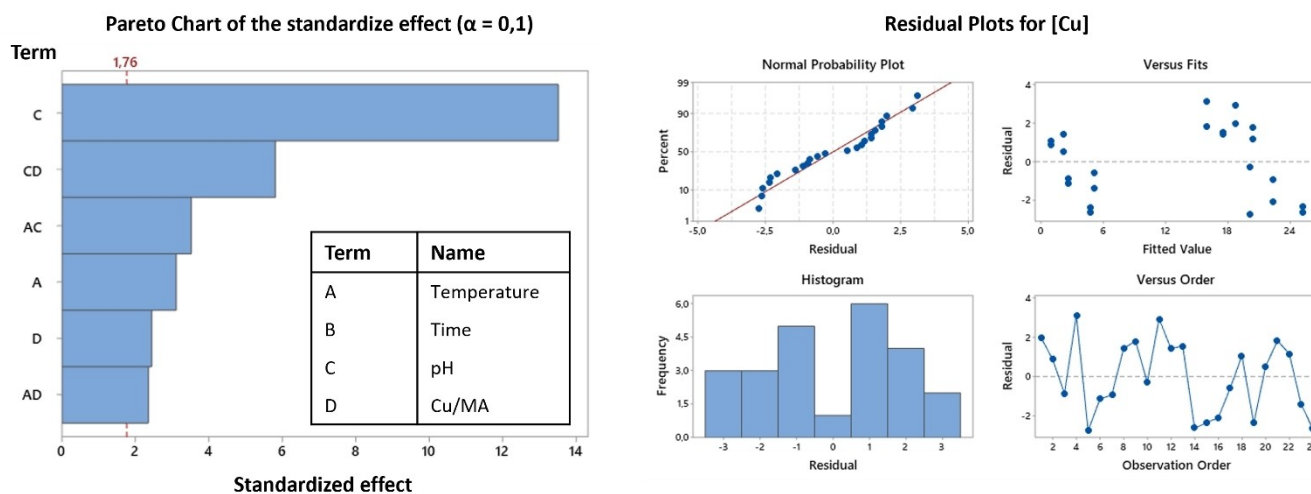 Pareto Chart of the standardize effect (α = 0,1)
Term
1,76
C
CD
AC
A
D
AD
0 2 4 6 8 10 12 14
Standardized effect
Term Name
A Temperature
B Time
C pH
D Cu/MA
Residual Plots for [Cu]
Normal Probability Plot
Percent
99
90
50
10
1
-5,0 -2,5 0,0 2,5 5,0
Residual
Versus Fits
Residual
4
2
0
-2
0 6 12 18 24
Fitted Value
Histogram
Frequency
6,0
4,5
3,0
1,5
0,0
-3 -2 -1 0 1 2 3
Residual
Versus Order
Residual
4
2
0
-2
2 4 6 8 10 12 14 16 18 20 22
Observation Order